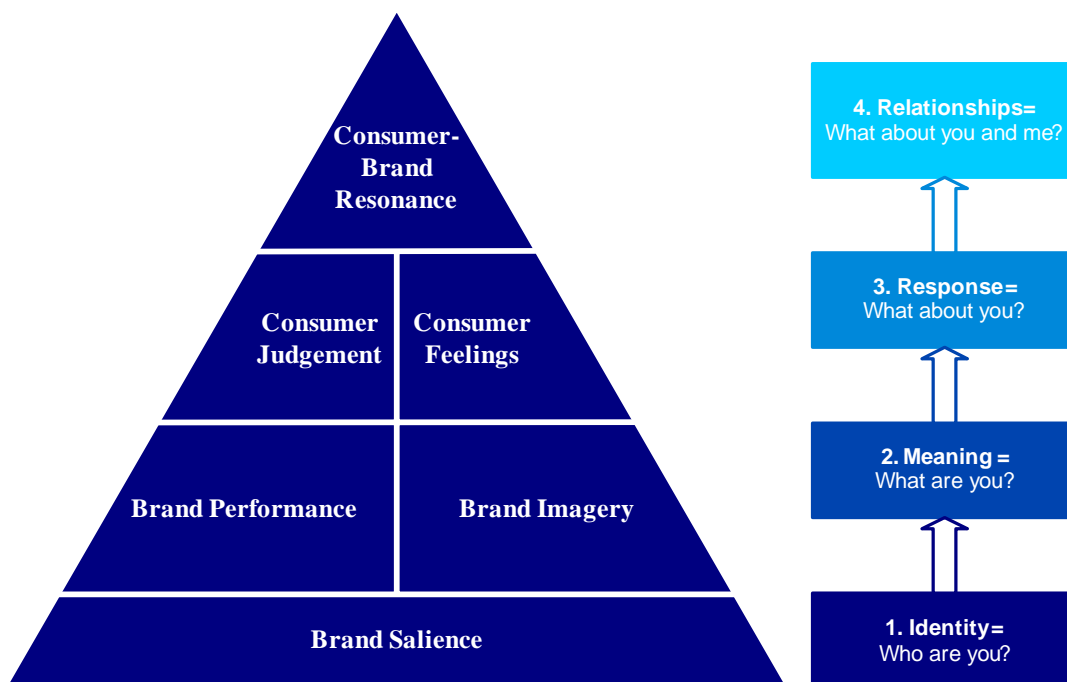 Consumer-
Brand
Resonance
Consumer
Judgement
Consumer
Feelings
Brand Performance
Brand Imagery
Brand Salience
4. Relationships=
What about you and me?
3. Response=
What about you?
2. Meaning =
What are you?
1. Identity=
Who are you?